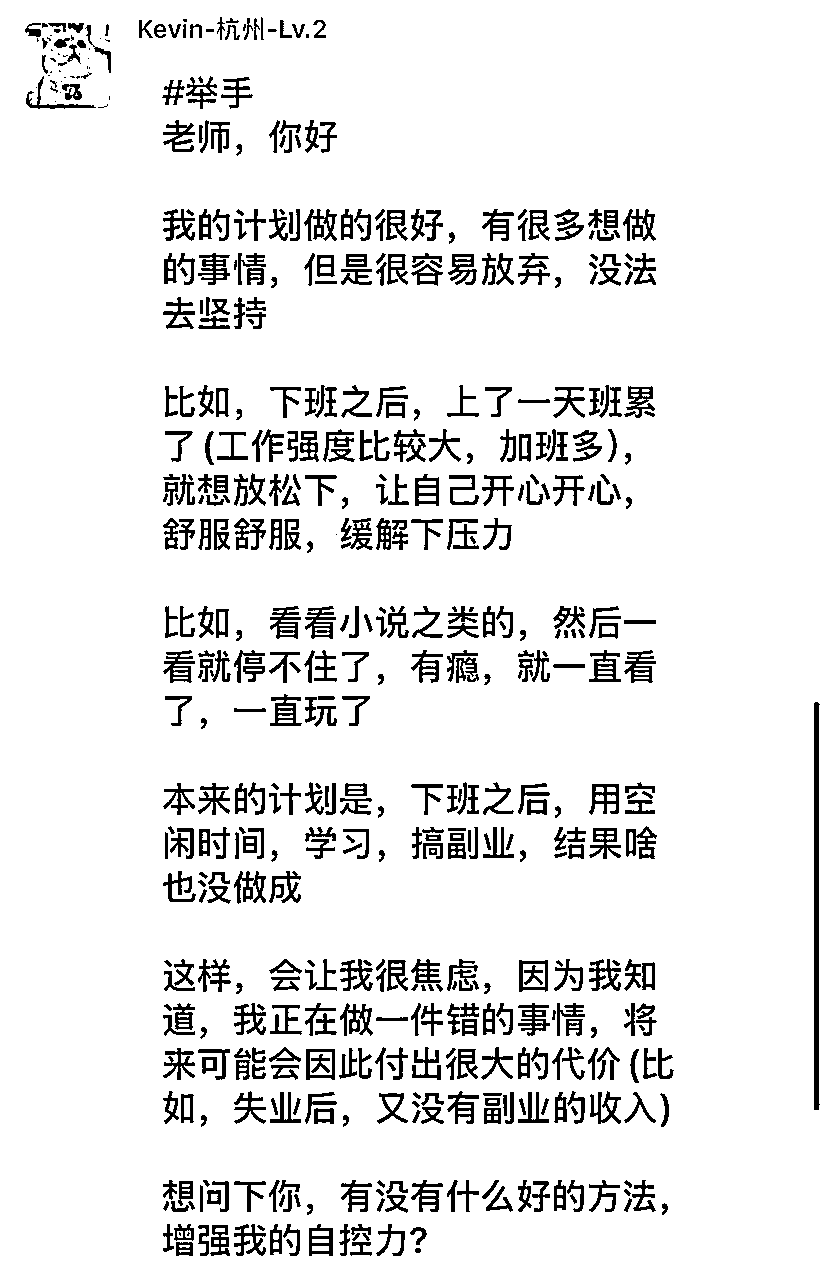 Kevin-杭州-Lv.2
#举手
老师，你好
我的计划做的很好，有很多想做
的事情，但是很容易放弃，没法
去坚持
比如，下班之后，上了一天班累
了(工作强度比较大，加班多)，
就想放松下，让自己开心开心，
舒服舒服，缓解下压力
比如，看看小说之类的，然后一
看就停不住了，有瘾，就一直看
了，一直玩了
本来的计划是，下班之后，用空
闲时间，学习，搞副业，结果啥
也没做成
这样，会让我很焦虑，因为我知
道，我正在做一件错的事情，将
来可能会因此付出很大的代价(比
如，失业后，又没有副业的收入)
想问下你，有没有什么好的方法，
增强我的自控力？